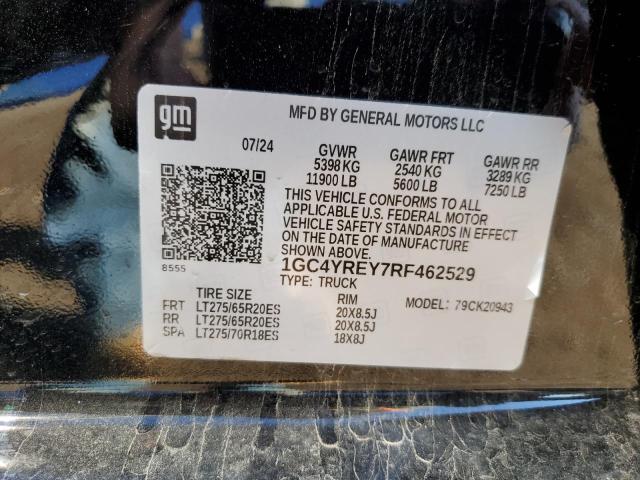 gm
MFD BY GENERAL MOTORS LLC
07/24 GVWR GAWR FRT GAWR RR
5398 KG 2540 KG 3289 KG
11900 LB 5600 LB 7250 LB
THIS VEHICLE CONFORMS TO ALL
APPLICABLE U.S. FEDERAL MOTOR
VEHICLE SAFETY STANDARDS IN EFFECT
ON THE DATE OF MANUFACTURE
SHOWN ABOVE.
8555
1GC4YREY7RF462529
TYPE: TRUCK
TIRE SIZE RIM MODEL: 79CK20943
FRT LT275/65R20ES 20X8.5J
RR LT275/65R20ES 20X8.5J
SPA LT275/70R18ES 18X8J